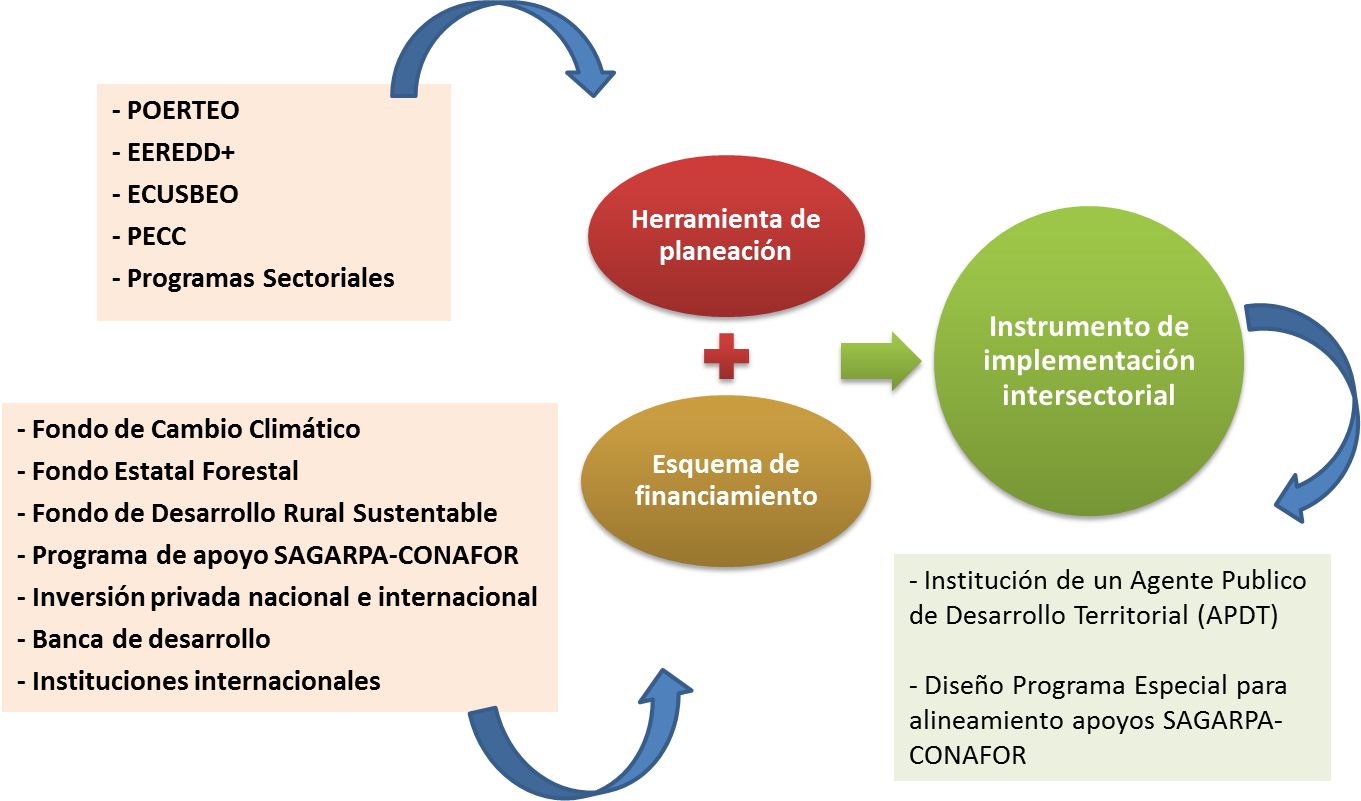 - POERTEO
- EEREDD+
- ECUSBEO
- PECC
- Programas Sectoriales
Herramienta de
planeación
- Fondo de Cambio Climático
- Fondo Estatal Forestal
- Fondo de Desarrollo Rural Sustentable
- Programa de apoyo SAGARPA-CONAFOR
- Inversión privada nacional e internacional
- Banca de desarrollo
- Instituciones internacionales
Esquema de
financiamiento
Instrumento de
implementación
intersectorial
- Institución de un Agente Publico
de Desarrollo Territorial (APDT)
- Diseño Programa Especial para
alineamiento apoyos SAGARPA-
CONAFOR